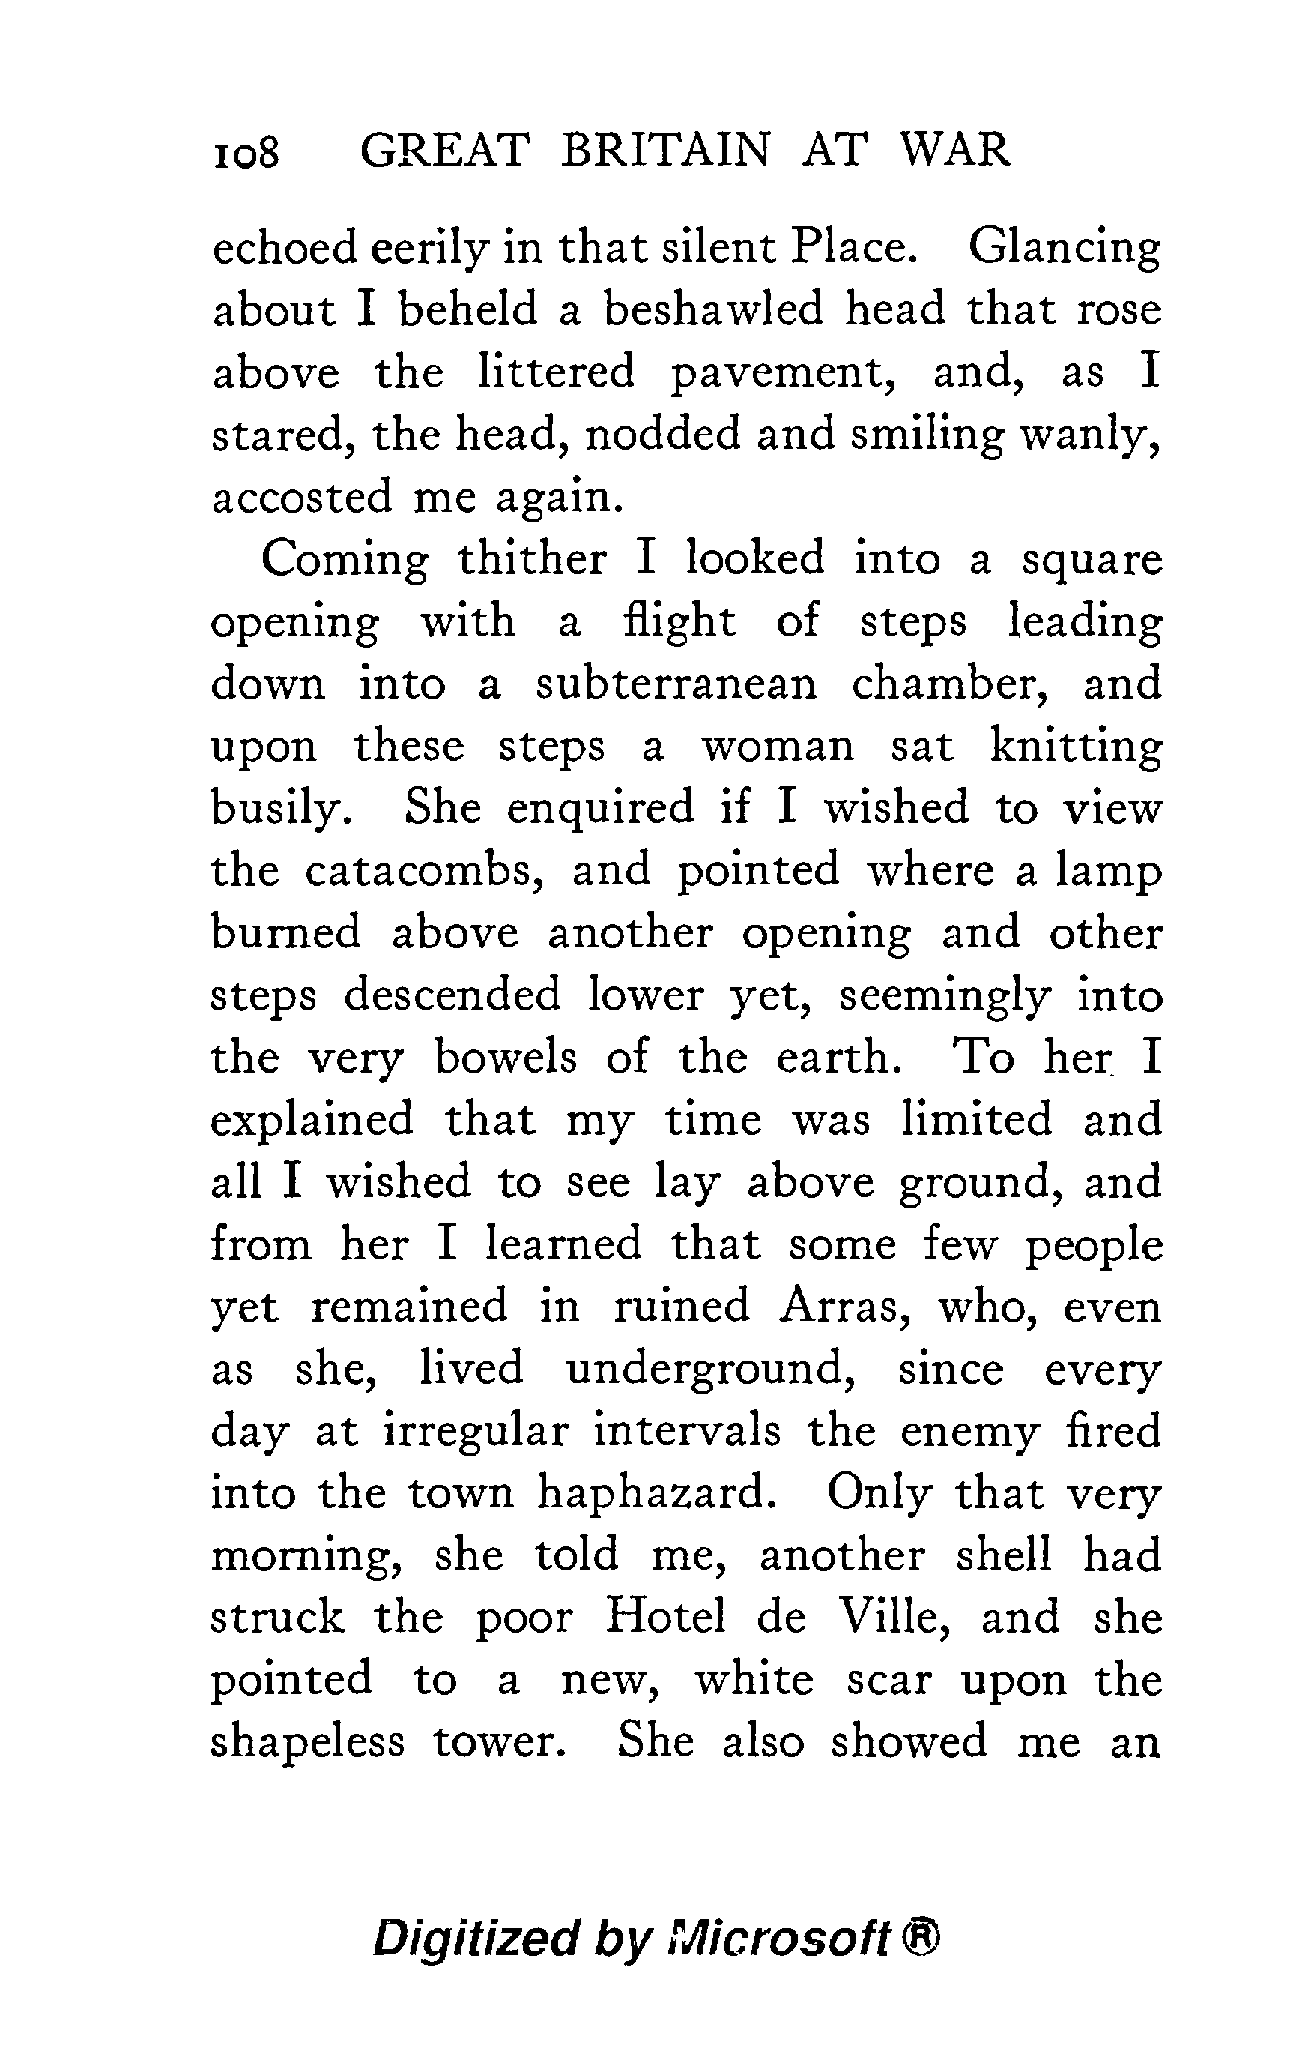 108 GREAT BRITAIN AT WAR
echoed eerily in that silent Place. Glancing
about I beheld a beshawled head that rose
above the littered pavement, and, as I
stared, the head, nodded and smiling wanly,
accosted me again.
Coming thither I looked into a square
opening with a flight of steps leading
down into a subterranean chamber, and
upon these steps a woman sat knitting
busily. She enquired if I wished to view
the catacombs, and pointed where a lamp
burned above another opening and other
steps descended lower yet, seemingly into
the very bowels of the earth. To her I
explained that my time was limited and
all I wished to see lay above ground, and
from her I learned that some few people
yet remained in ruined Arras, who, even
as she, lived underground, since every
day at irregular intervals the enemy fired
into the town haphazard. Only that very
morning, she told me, another shell had
struck the poor Hotel de Ville, and she
pointed to a new, white scar upon the
shapeless tower. She also showed me an
Digitized by Microsoft ®